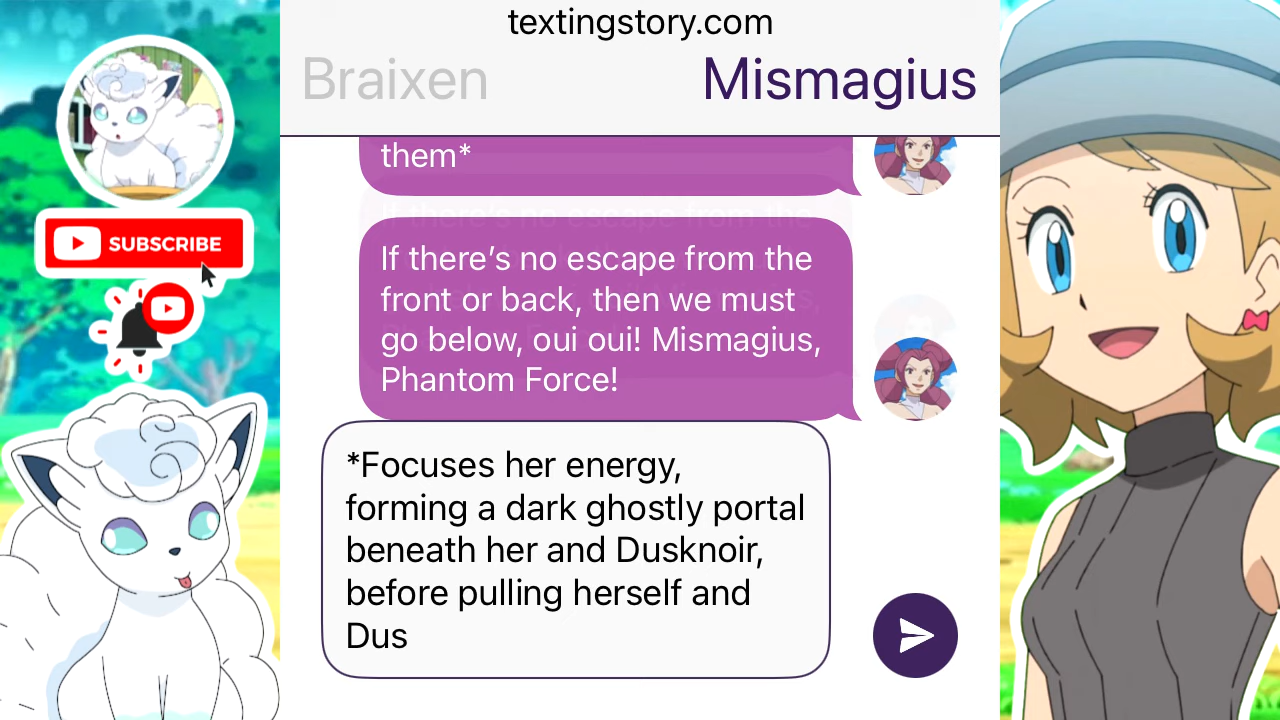 textingstory.com
Braixen
Mismagius
them*
SUBSCRIBE
If there’s no escape from the
front or back, then we must
go below, oui oui! Mismagius,
Phantom Force!
*Focuses her energy,
forming a dark ghostly portal
beneath her and Dusknoir,
before pulling herself and
Dus